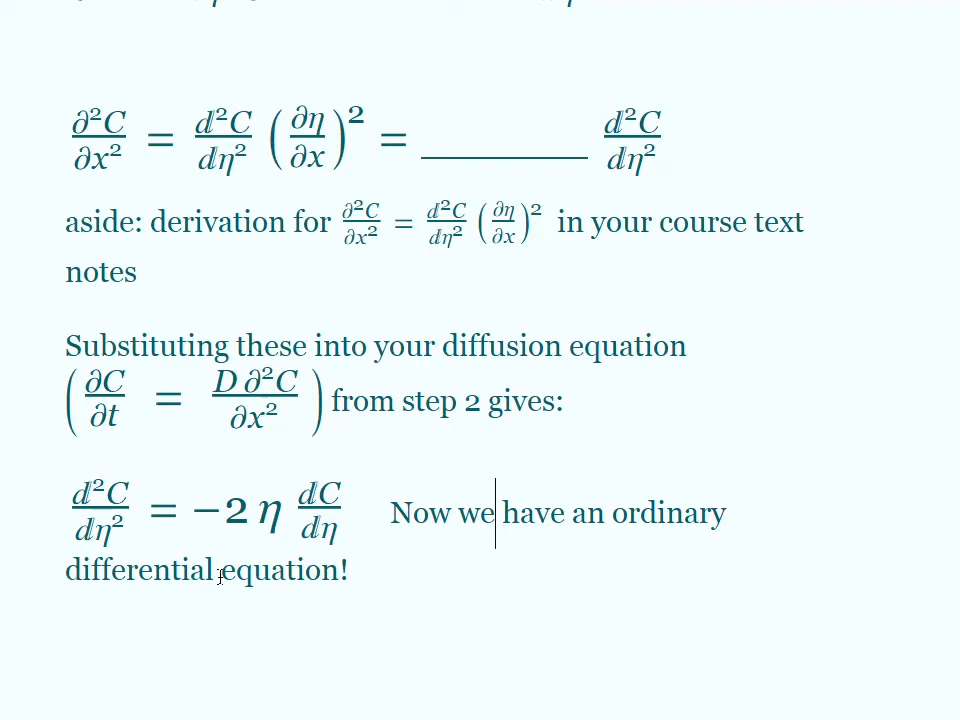 ∂²C/∂x² = d²C/dη² (∂η/∂x)² = ________ d²C/dη²
aside: derivation for ∂²C/∂x² = d²C/dη² (∂η/∂x)² in your course text
notes
Substituting these into your diffusion equation
(∂C/∂t = D ∂²C/∂x²) from step 2 gives:
d²C/dη² = −2 η dC/dη Now we have an ordinary
differential equation!